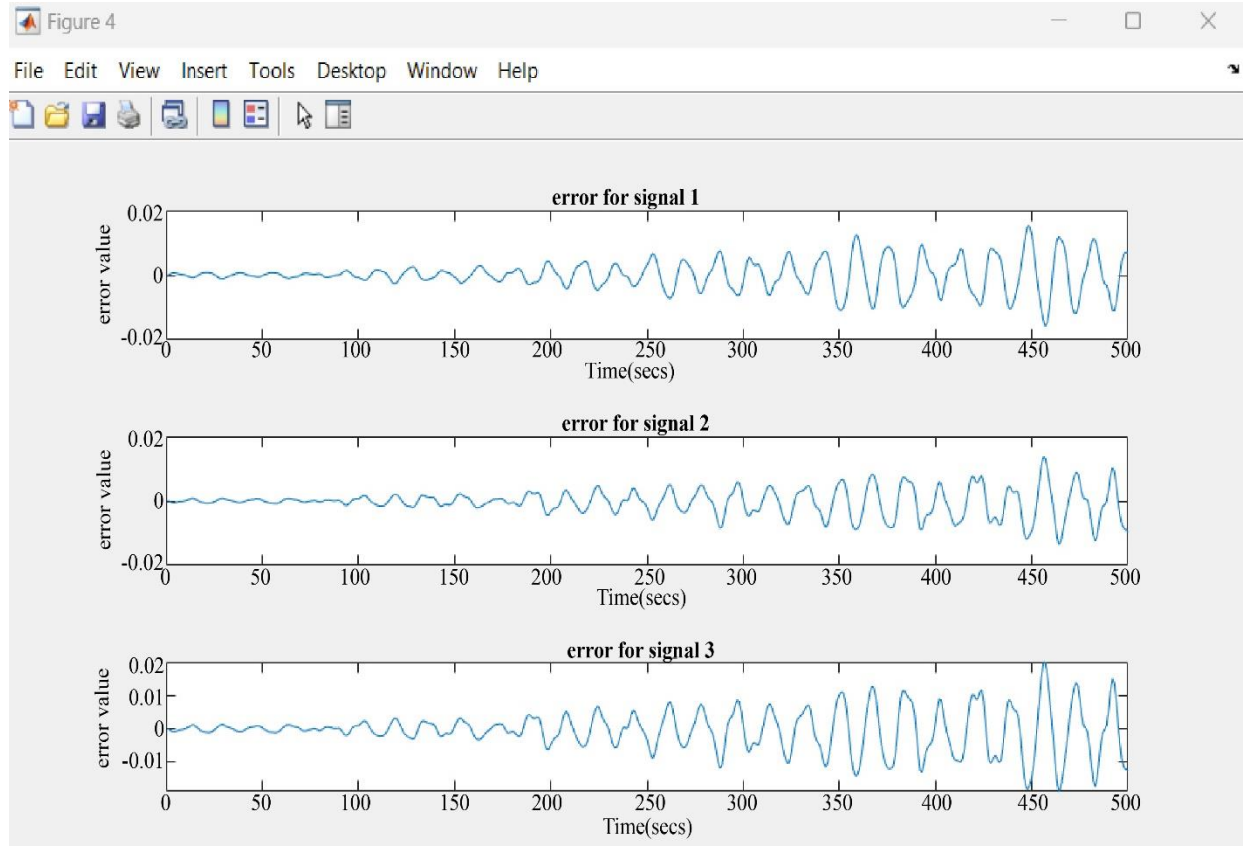 Figure 4
File Edit View Insert Tools Desktop Window Help
error for signal 1
error value
0.02
0
-0.02
0 50 100 150 200 250 300 350 400 450 500
Time(secs)
error for signal 2
error value
0.02
0
-0.02
0 50 100 150 200 250 300 350 400 450 500
Time(secs)
error for signal 3
error value
0.02
0.01
0
-0.01
0 50 100 150 200 250 300 350 400 450 500
Time(secs)